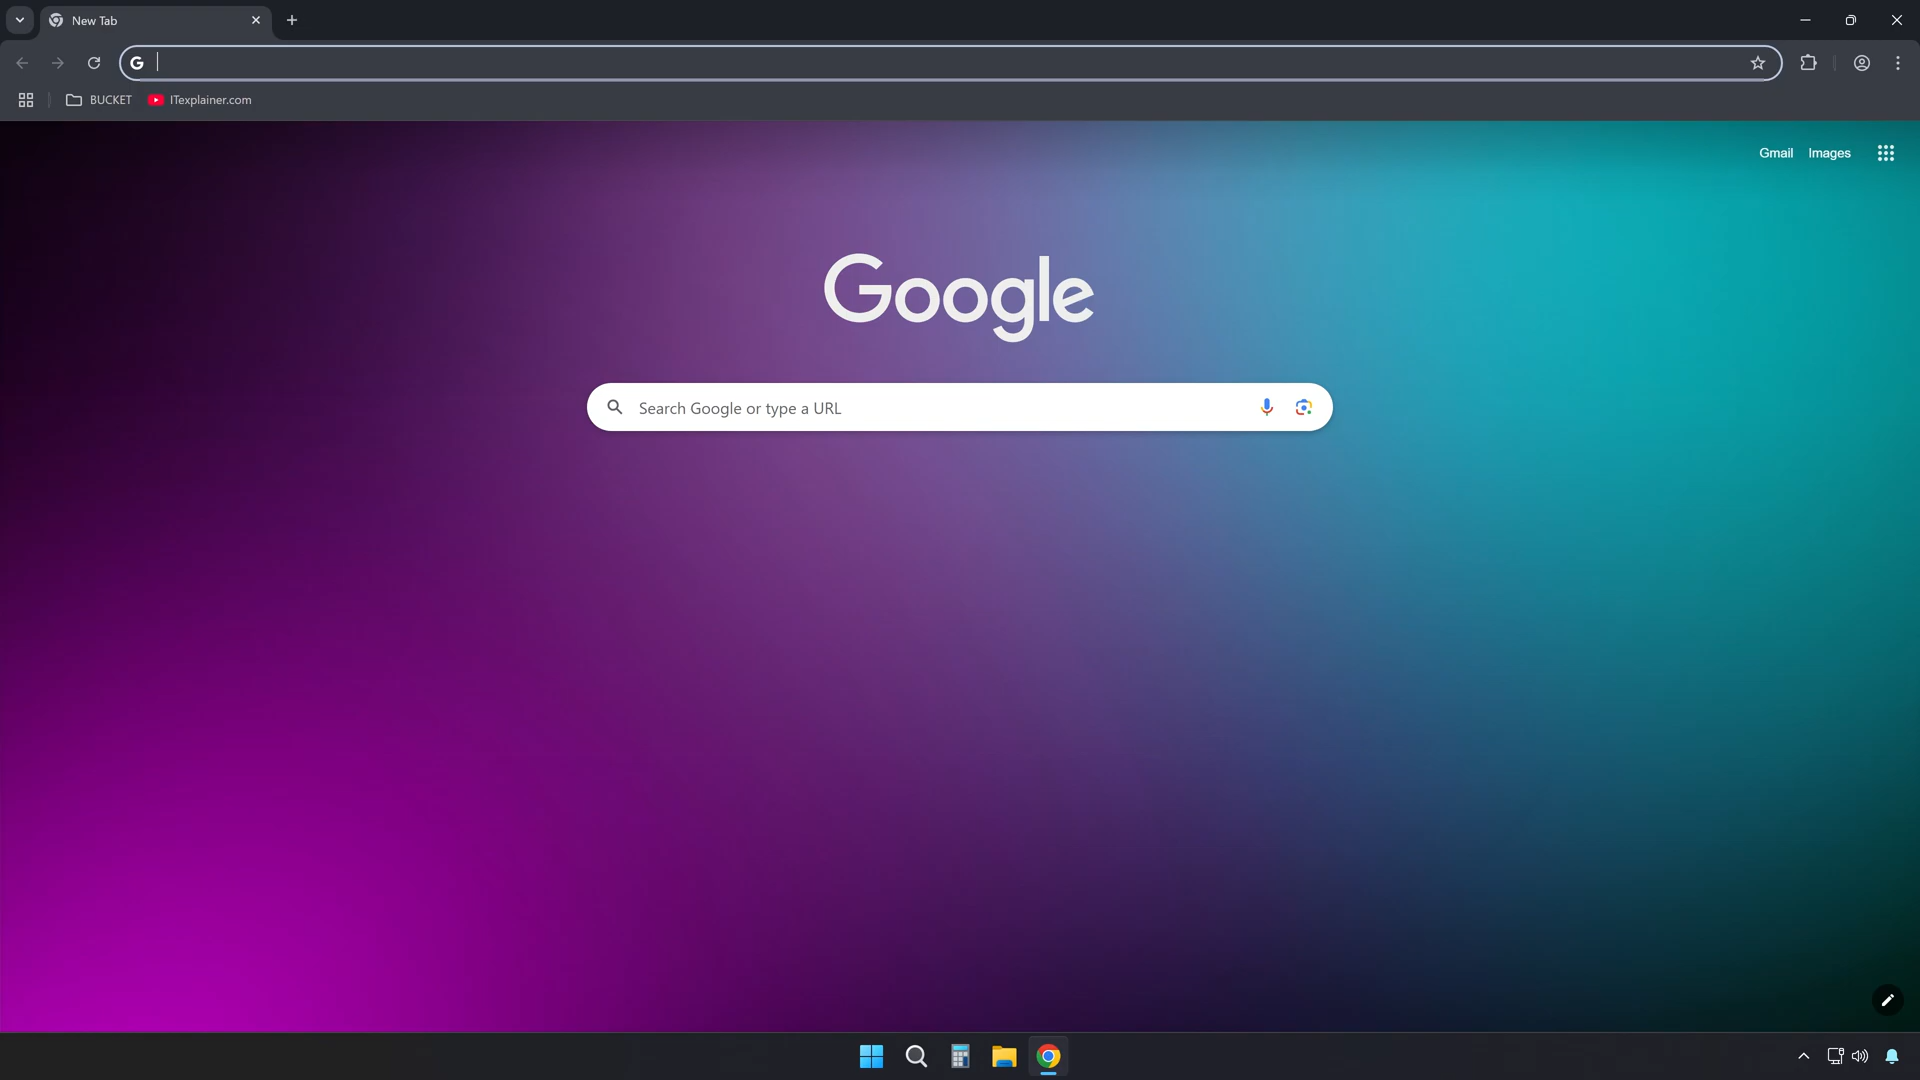 New Tab
BUCKET
ITexplainer.com
Gmail Images
Google
Search Google or type a URL